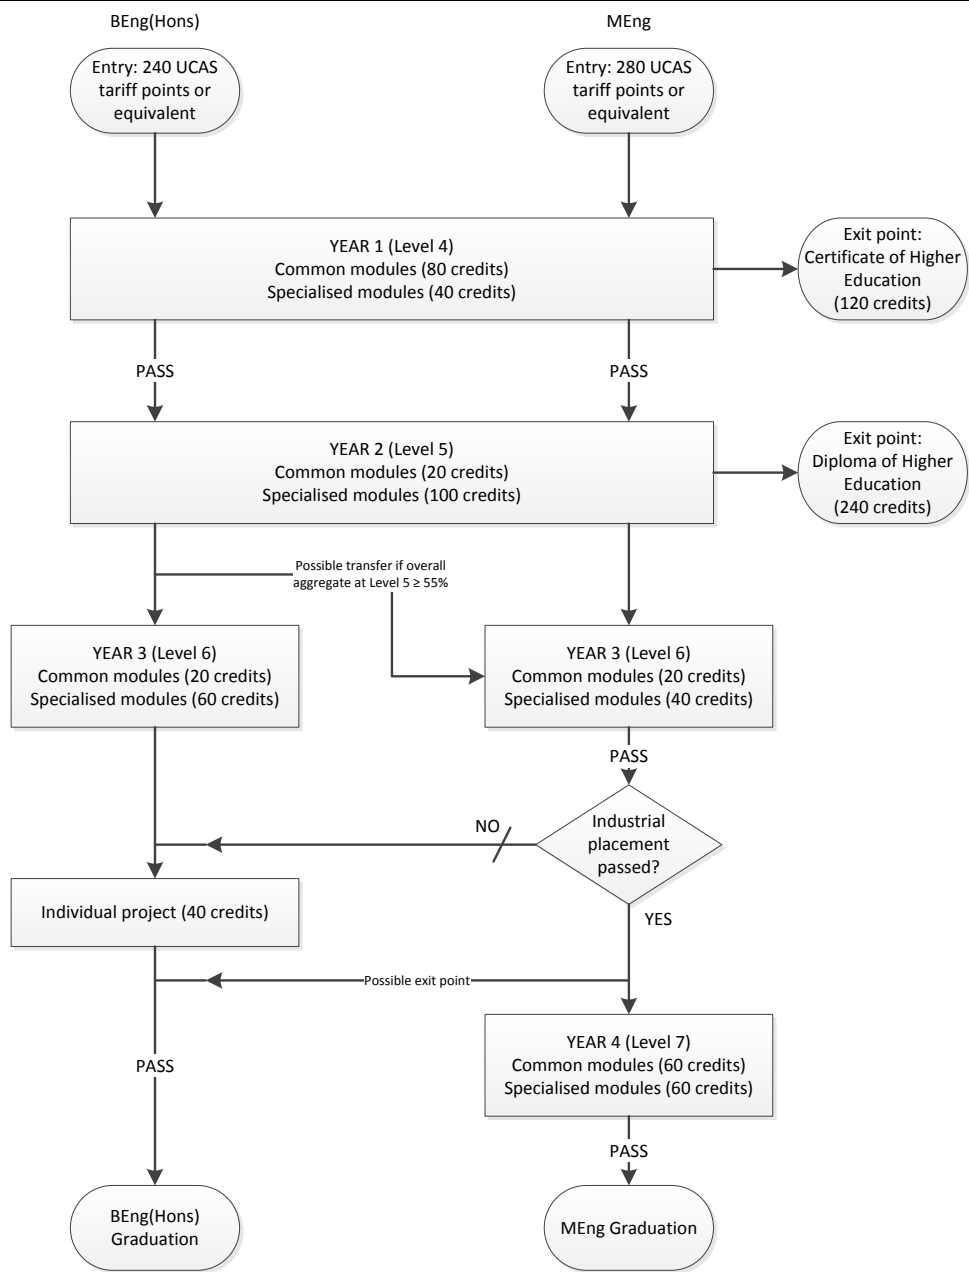 BEng(Hons)
MEng
Entry: 240 UCAS
tariff points or
equivalent
Entry: 280 UCAS
tariff points or
equivalent
YEAR 1 (Level 4)
Common modules (80 credits)
Specialised modules (40 credits)
Exit point:
Certificate of Higher
Education
(120 credits)
PASS
PASS
YEAR 2 (Level 5)
Common modules (20 credits)
Specialised modules (100 credits)
Exit point:
Diploma of Higher
Education
(240 credits)
Possible transfer if overall
aggregate at Level 5 ≥ 55%
YEAR 3 (Level 6)
Common modules (20 credits)
Specialised modules (60 credits)
YEAR 3 (Level 6)
Common modules (20 credits)
Specialised modules (40 credits)
PASS
Industrial
placement
passed?
NO
YES
Individual project (40 credits)
Possible exit point
YEAR 4 (Level 7)
Common modules (60 credits)
Specialised modules (60 credits)
PASS
PASS
BEng(Hons)
Graduation
MEng Graduation